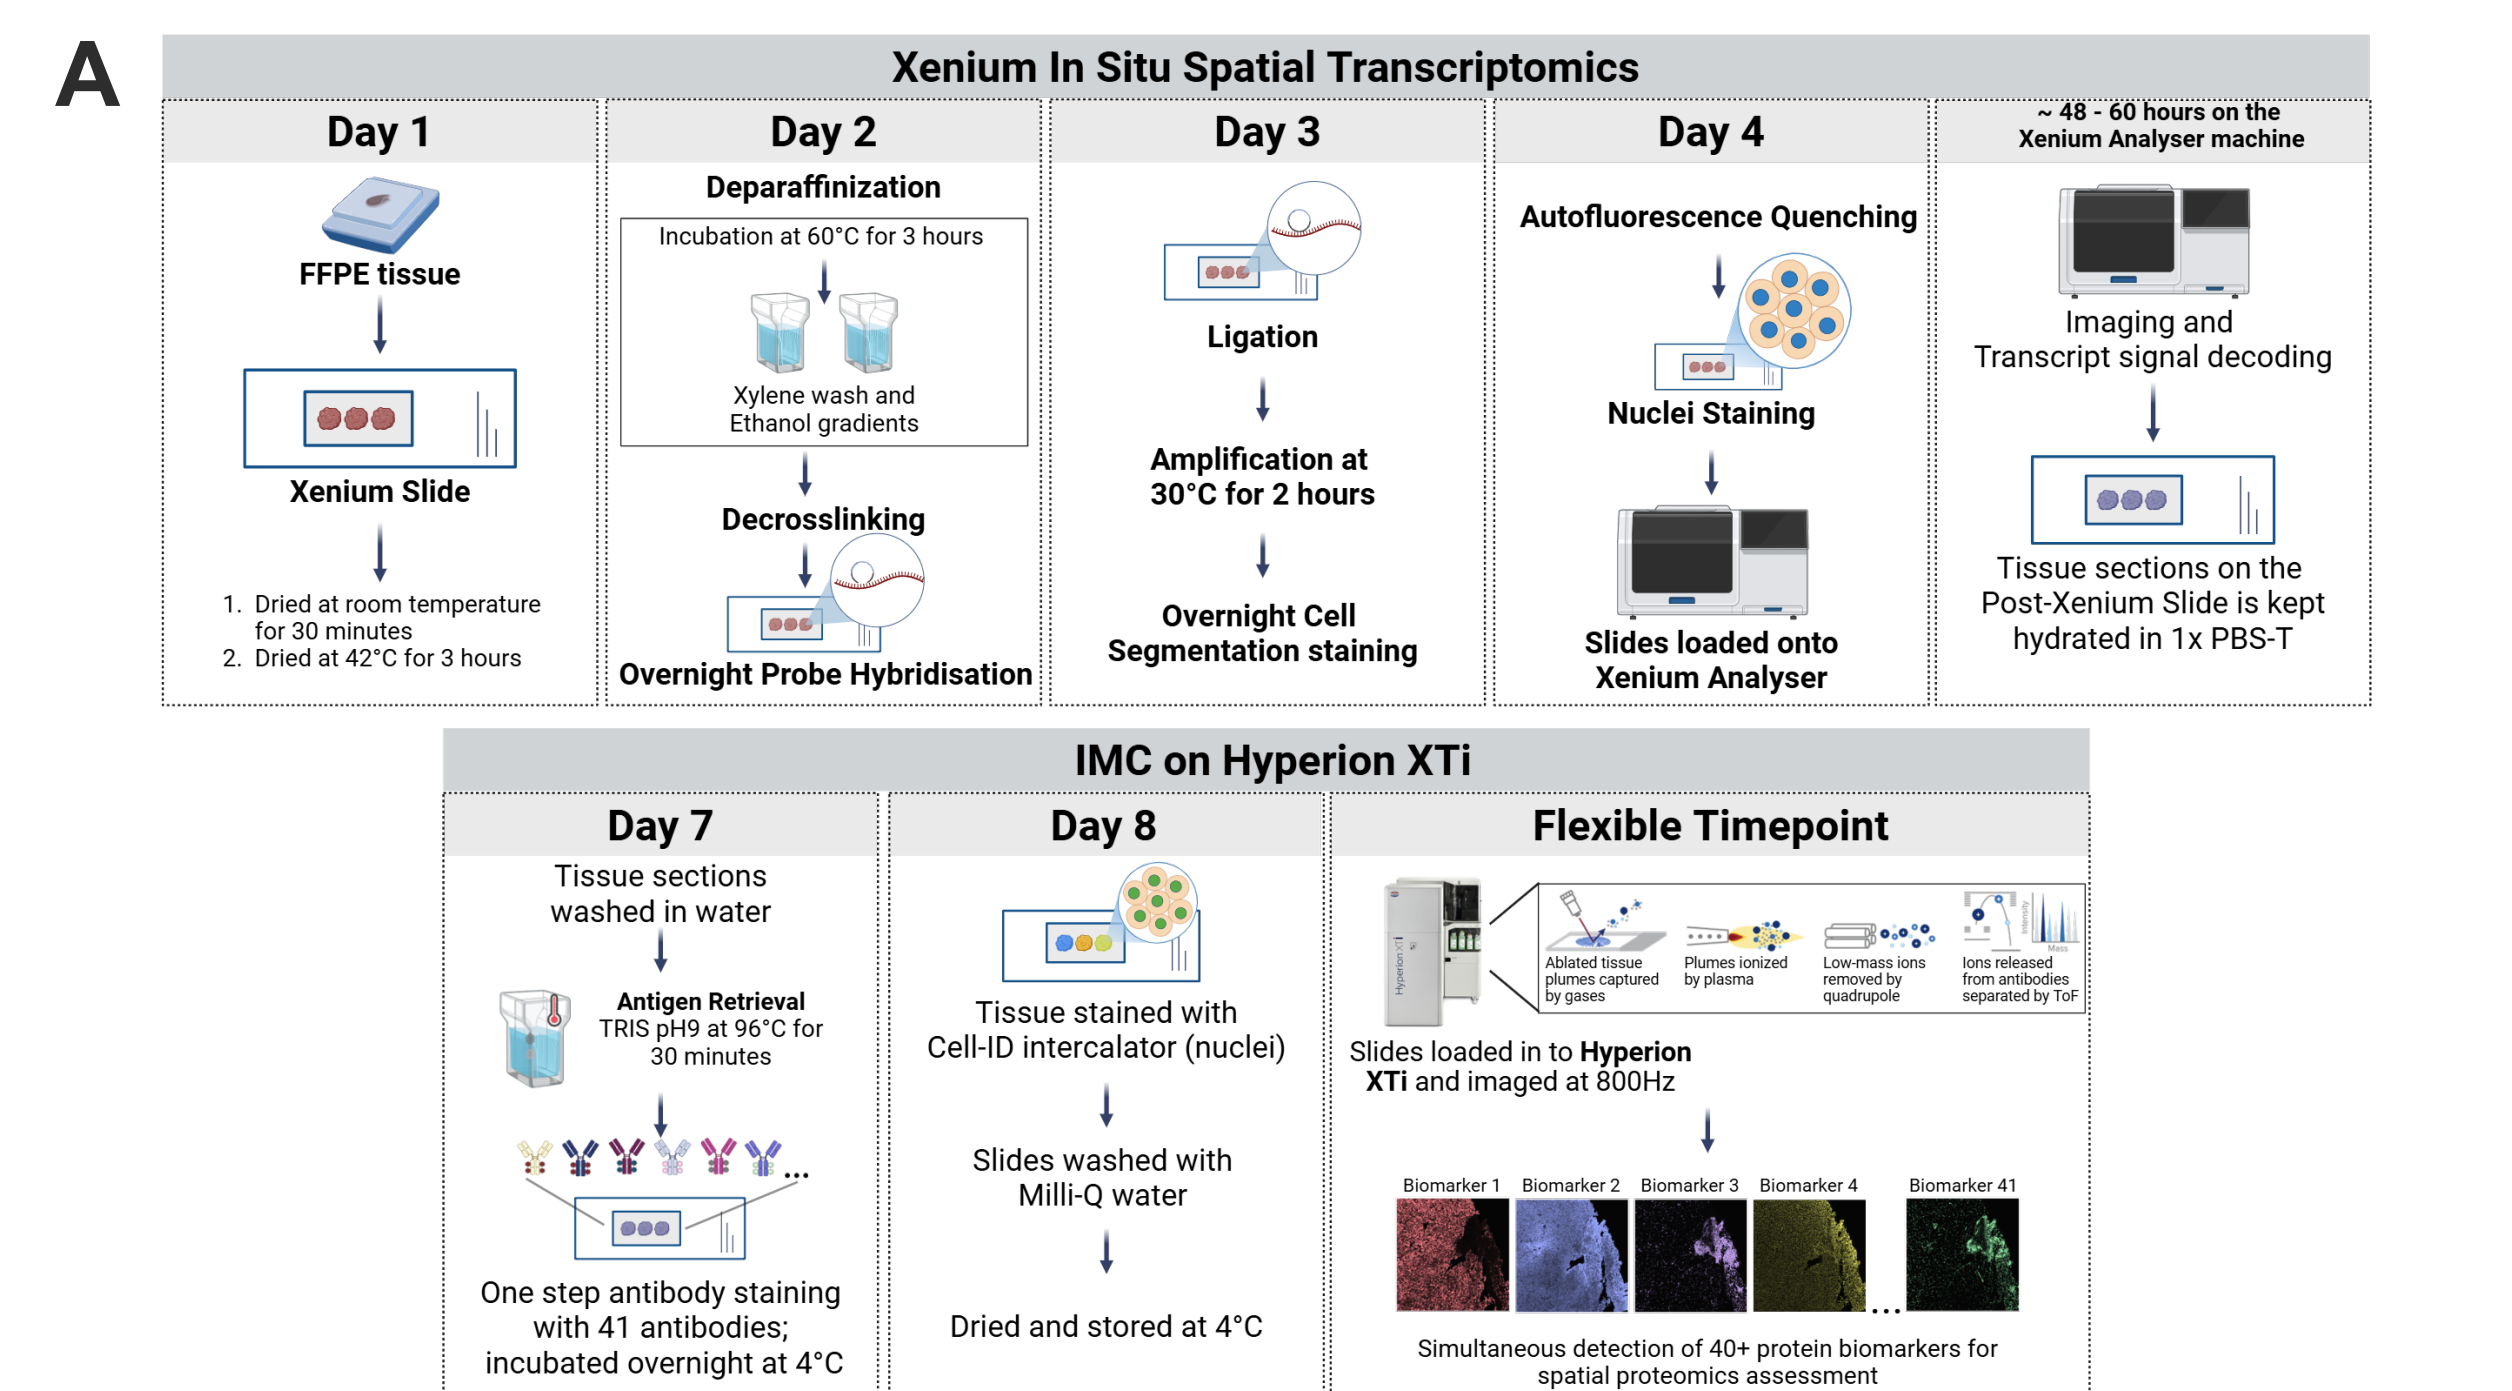 A
Xenium In Situ Spatial Transcriptomics
Day 1
FFPE tissue
Xenium Slide
1. Dried at room temperature
for 30 minutes
2. Dried at 42°C for 3 hours
Day 2
Deparaffinization
Incubation at 60°C for 3 hours
Xylene wash and
Ethanol gradients
Decrosslinking
Overnight Probe Hybridisation
Day 3
Ligation
Amplification at
30°C for 2 hours
Overnight Cell
Segmentation staining
Day 4
Autofluorescence Quenching
Nuclei Staining
Slides loaded onto
Xenium Analyser
~ 48 - 60 hours on the
Xenium Analyser machine
Imaging and
Transcript signal decoding
Tissue sections on the
Post-Xenium Slide is kept
hydrated in 1x PBS-T
IMC on Hyperion XTi
Day 7
Tissue sections
washed in water
Antigen Retrieval
TRIS pH9 at 96°C for
30 minutes
...
One step antibody staining
with 41 antibodies;
incubated overnight at 4°C
Day 8
Tissue stained with
Cell-ID intercalator (nuclei)
Slides washed with
Milli-Q water
Dried and stored at 4°C
Flexible Timepoint
Hyperion XTi
Ablated tissue
plumes captured
by gases
Plumes ionized
by plasma
Low-mass ions
removed by
quadrupole
Intensity
Mass
Ions released
from antibodies
separated by ToF
Slides loaded in to Hyperion
XTi and imaged at 800Hz
Biomarker 1
Biomarker 2
Biomarker 3
Biomarker 4
...
Biomarker 41
Simultaneous detection of 40+ protein biomarkers for
spatial proteomics assessment